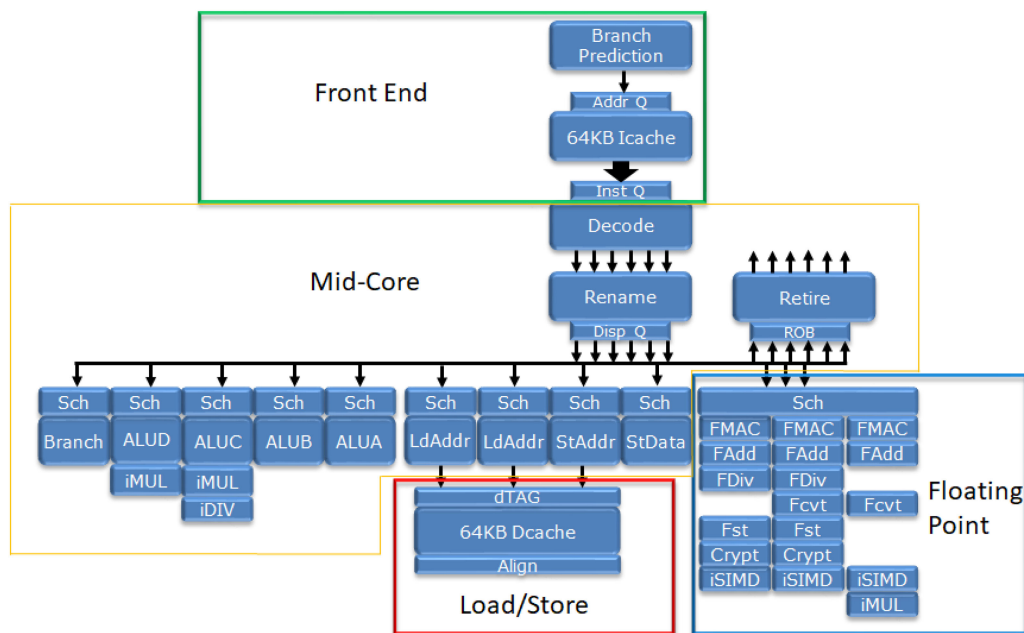 Branch
Prediction
Front End
Addr Q
64KB Icache
Inst Q
Decode
Mid-Core
Rename
Retire
Disp Q
ROB
Sch Sch Sch Sch Sch Sch Sch Sch Sch Sch
Branch ALUD ALUC ALUB ALUA LdAddr LdAddr StAddr StData
iMUL iMUL
iDIV
dTAG
64KB Dcache
Align
Load/Store
FMAC FMAC FMAC
FAdd FAdd FAdd
FDiv FDiv
Fcvt Fcvt
Fst Fst
Crypt Crypt
iSIMD iSIMD iSIMD
iMUL
Floating
Point